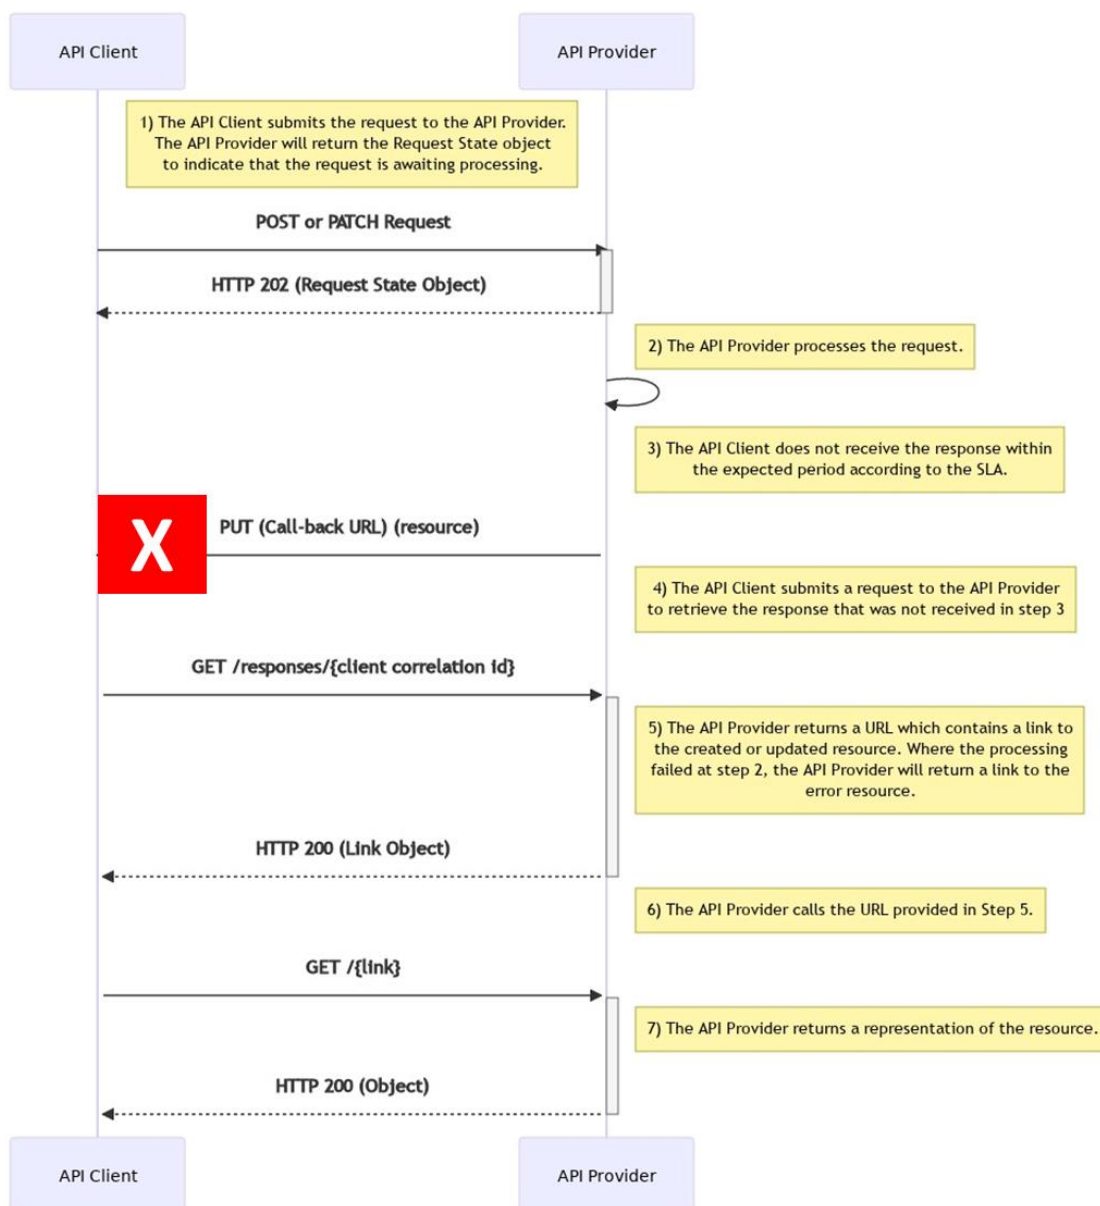 API Client
API Provider
1) The API Client submits the request to the API Provider.
The API Provider will return the Request State object
to indicate that the request is awaiting processing.
POST or PATCH Request
HTTP 202 (Request State Object)
2) The API Provider processes the request.
3) The API Client does not receive the response within
the expected period according to the SLA.
X
PUT (Call-back URL) (resource)
4) The API Client submits a request to the API Provider
to retrieve the response that was not received in step 3
GET /responses/{client correlation id}
5) The API Provider returns a URL which contains a link to
the created or updated resource. Where the processing
failed at step 2, the API Provider will return a link to the
error resource.
HTTP 200 (Link Object)
6) The API Provider calls the URL provided in Step 5.
GET /{link}
7) The API Provider returns a representation of the resource.
HTTP 200 (Object)
API Client
API Provider